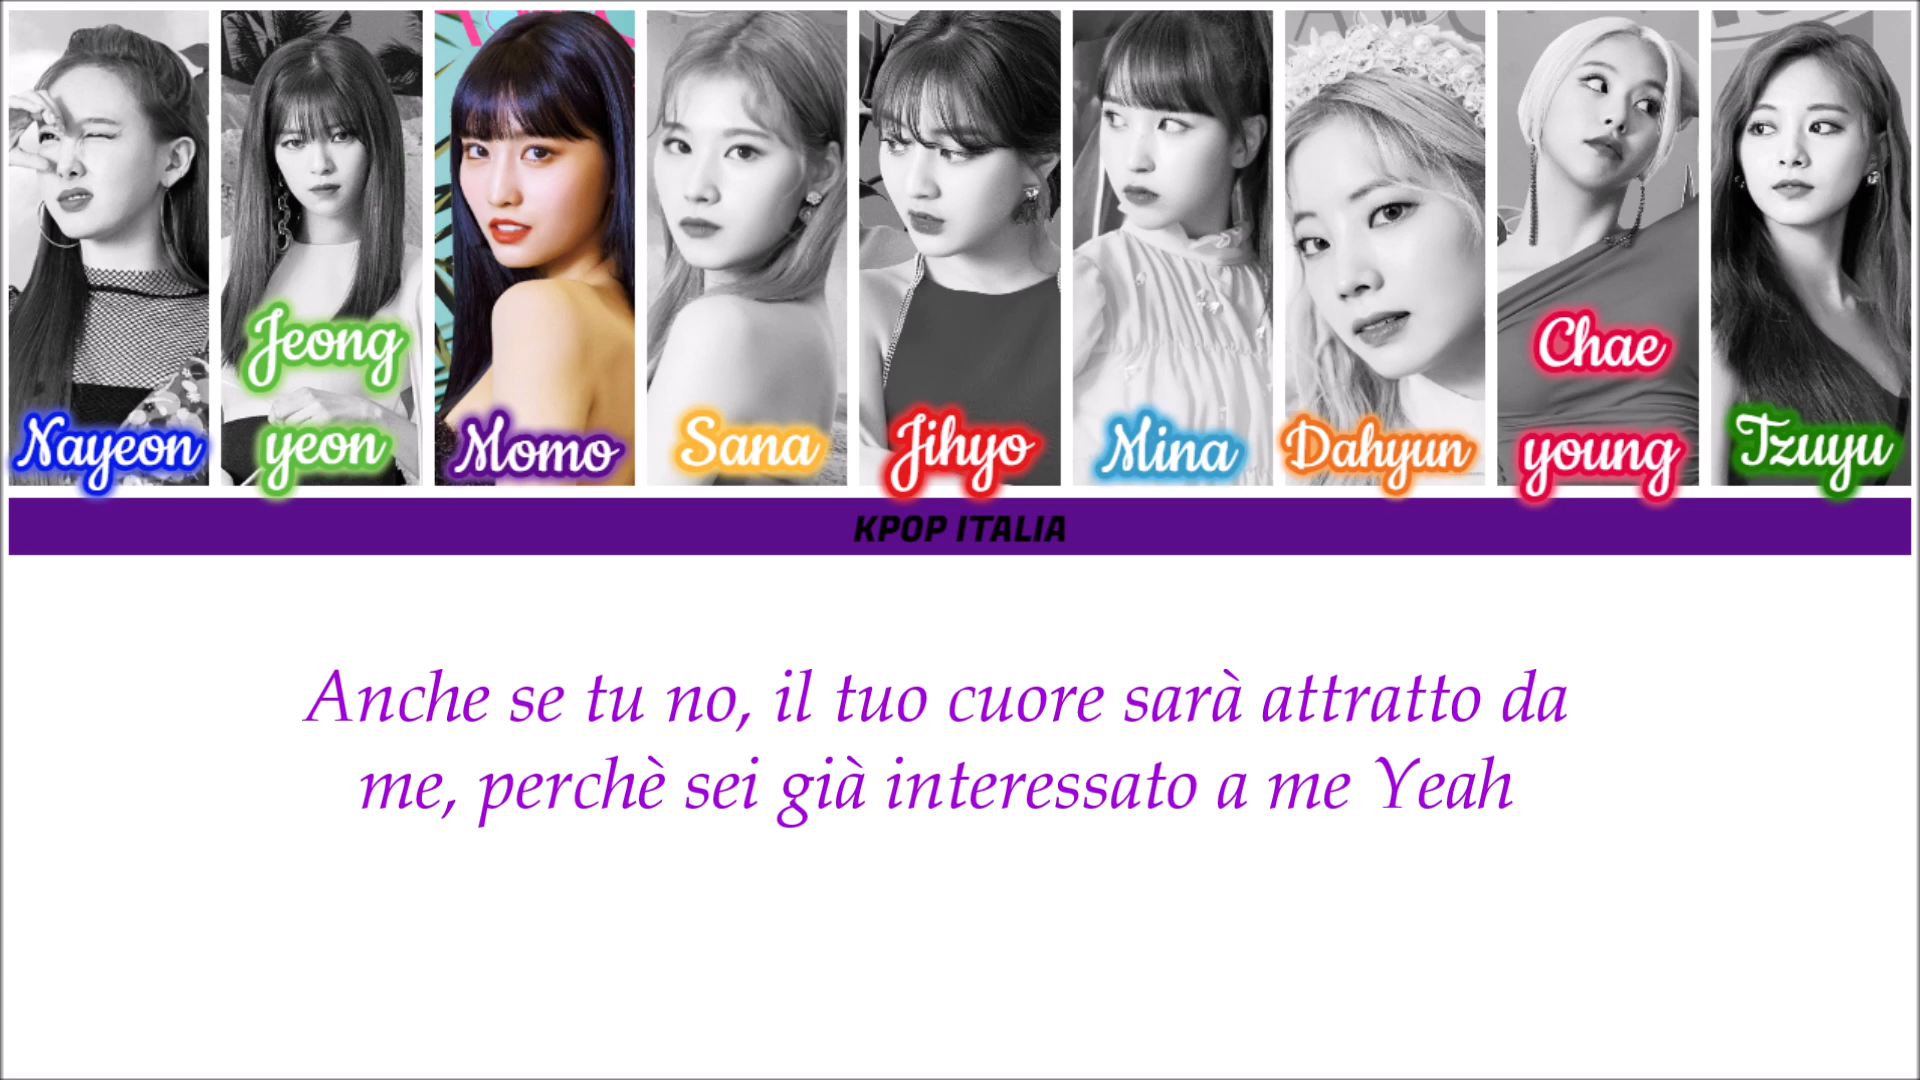 Nayeon
Jeong
yeon
Momo
Sana
Jihyo
Mina
Dahyun
Chae
young
Tzuyu
KPOP ITALIA
Anche se tu no, il tuo cuore sarà attratto da
me, perchè sei già interessato a me Yeah